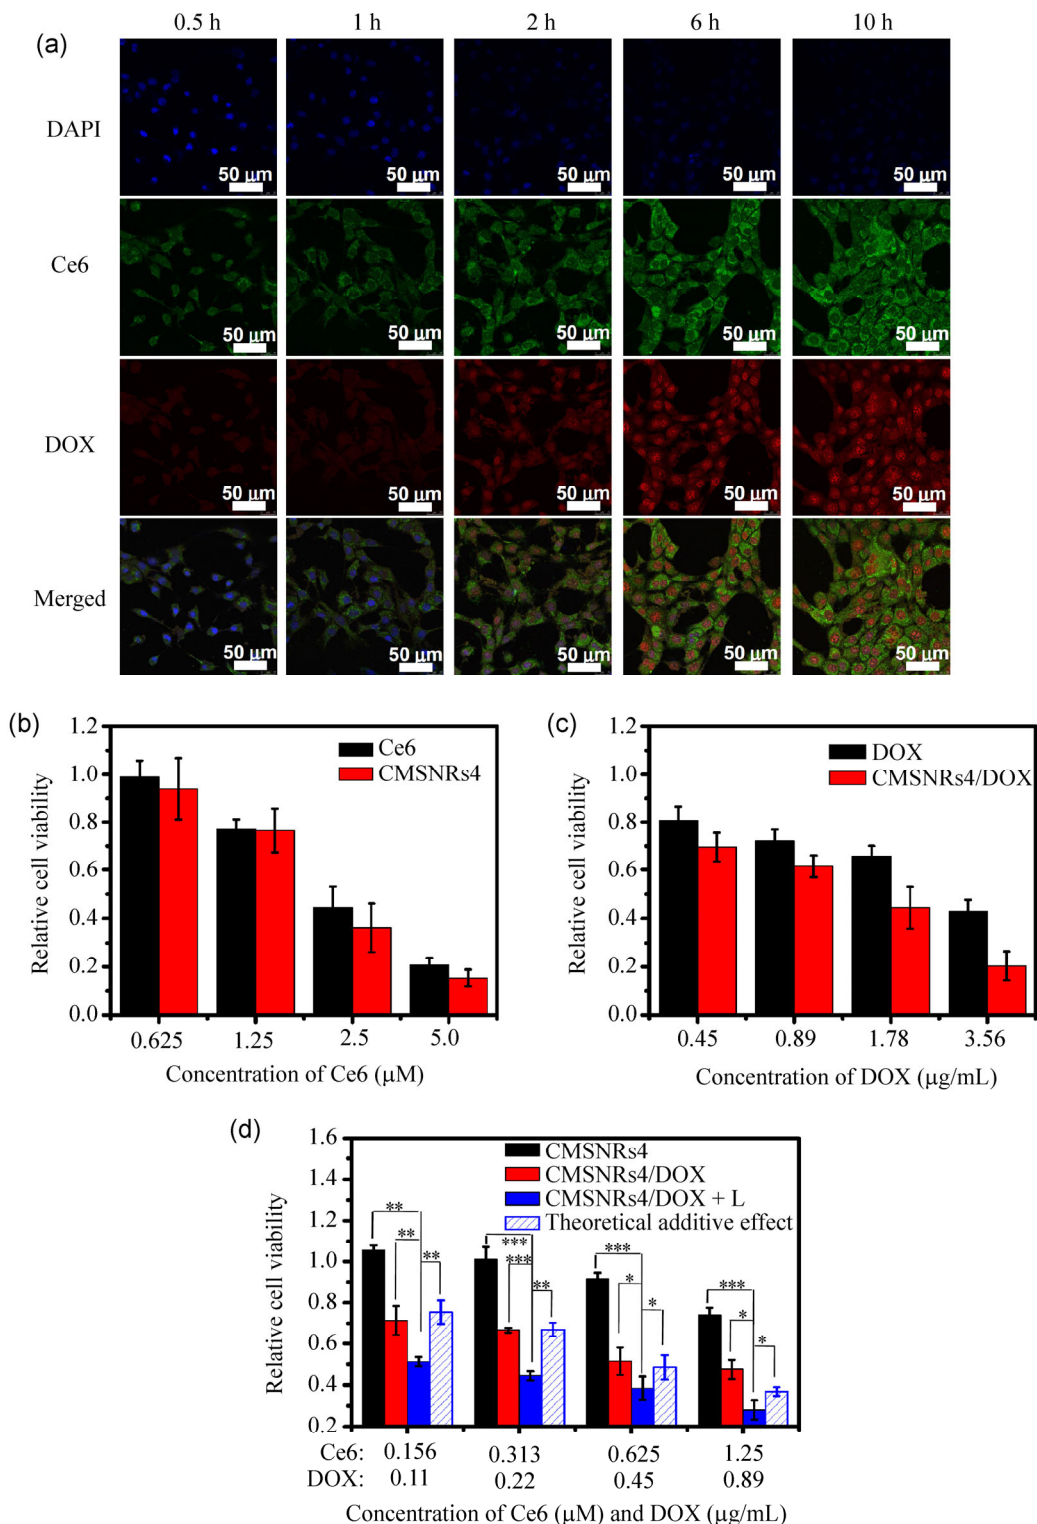 (a)
0.5 h 1 h 2 h 6 h 10 h
DAPI
50 μm 50 μm 50 μm 50 μm 50 μm
Ce6
50 μm 50 μm 50 μm 50 μm 50 μm
DOX
50 μm 50 μm 50 μm 50 μm 50 μm
Merged
50 μm 50 μm 50 μm 50 μm 50 μm
(b)
Relative cell viability
1.2
1.0
0.8
0.6
0.4
0.2
0.0
Ce6
CMSNRs4
0.625 1.25 2.5 5.0
Concentration of Ce6 (μM)
(c)
Relative cell viability
1.2
1.0
0.8
0.6
0.4
0.2
0.0
DOX
CMSNRs4/DOX
0.45 0.89 1.78 3.56
Concentration of DOX (μg/mL)
(d)
Relative cell viability
1.6
1.4
1.2
1.0
0.8
0.6
0.4
0.2
CMSNRs4
CMSNRs4/DOX
CMSNRs4/DOX + L
Theoretical additive effect
** ** **
*** *** **
*** * *
*** * *
Ce6: 0.156 0.313 0.625 1.25
DOX: 0.11 0.22 0.45 0.89
Concentration of Ce6 (μM) and DOX (μg/mL)